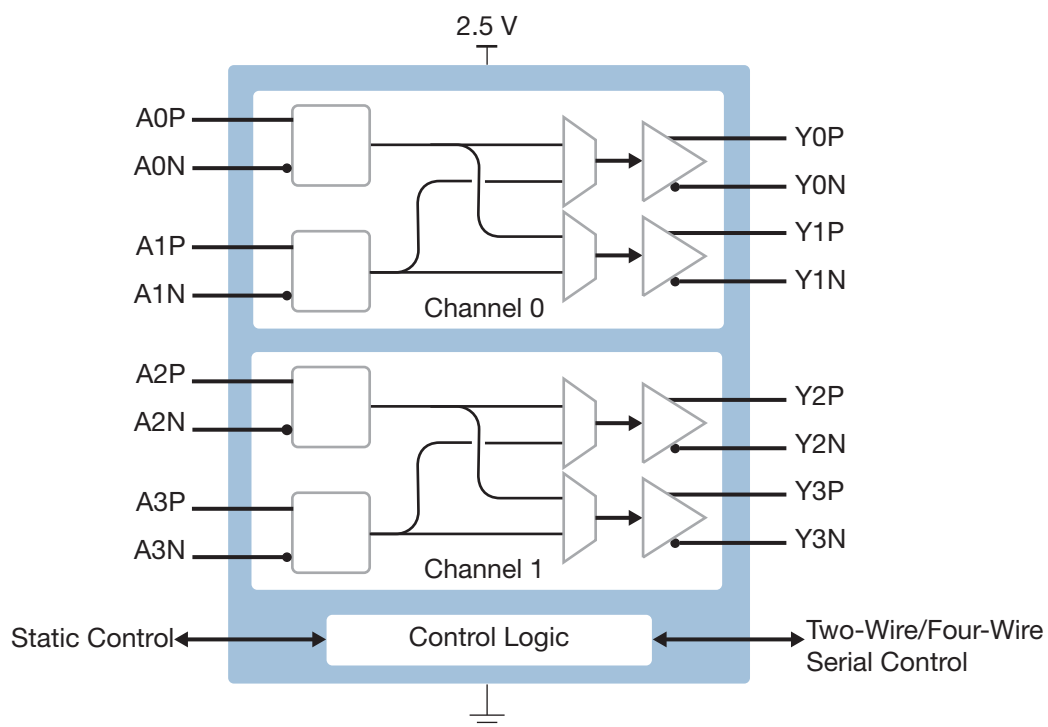 2.5 V
A0P
A0N
A1P
A1N
Y0P
Y0N
Y1P
Y1N
Channel 0
A2P
A2N
A3P
A3N
Y2P
Y2N
Y3P
Y3N
Channel 1
Static Control
Control Logic
Two-Wire/Four-Wire
Serial Control